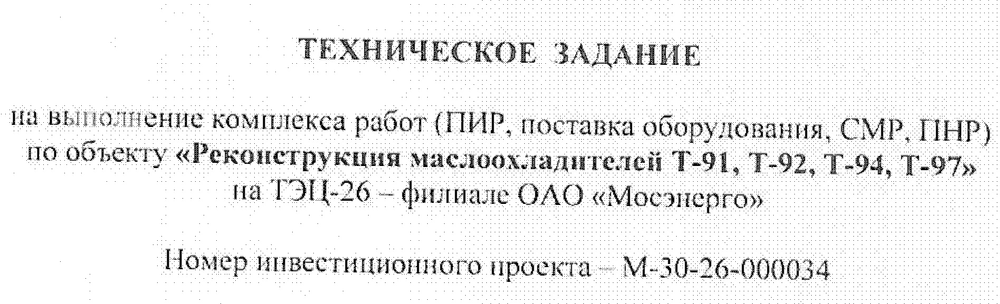 ТЕХНИЧЕСКОЕ ЗАДАНИЕ
на выполнение комплекса работ (ПИР, поставка оборудования, СМР, ПНР)
по объекту «Реконструкция маслоохладителей Т-91, Т-92, Т-94, Т-97»
на ТЭЦ-26 – филиале ОАО «Мосэнерго»
Номер инвестиционного проекта – М-30-26-000034